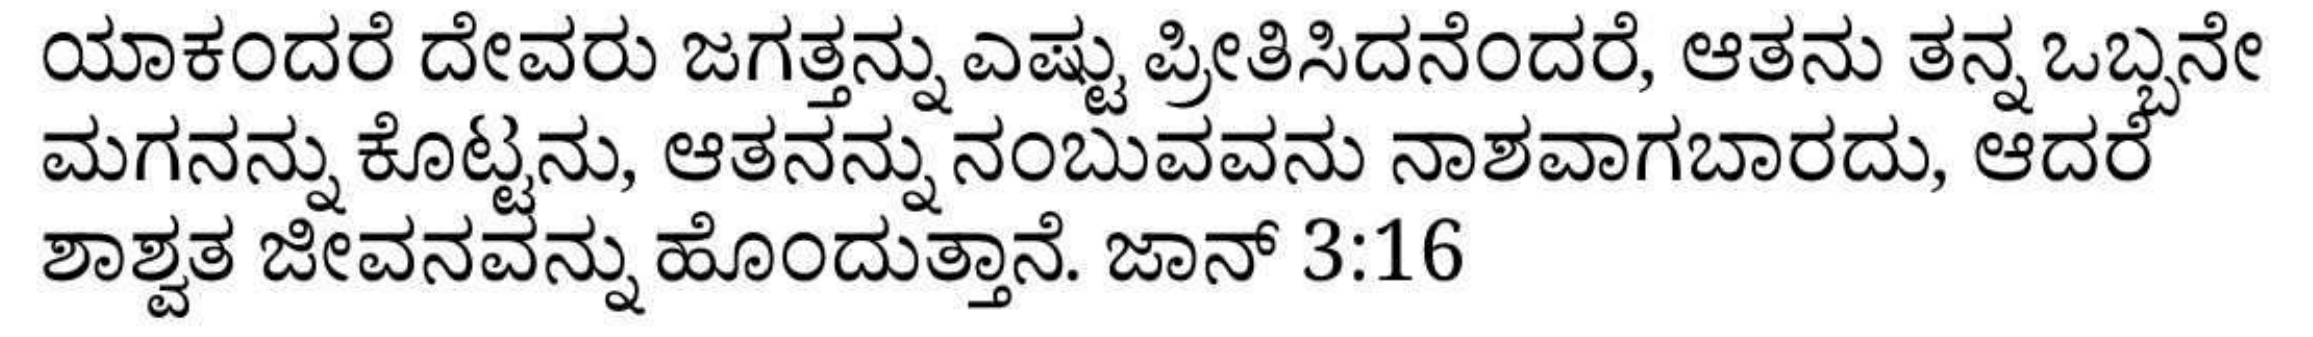 ಯಾಕಂದರೆ ದೇವರು ಜಗತ್ತನ್ನು ಎಷ್ಟು ಪ್ರೀತಿಸಿದನೆಂದರೆ, ಆತನು ತನ್ನ ಒಬ್ಬನೇ
ಮಗನನ್ನು ಕೊಟ್ಟನು, ಆತನನ್ನು ನಂಬುವವನು ನಾಶವಾಗಬಾರದು, ಆದರೆ
ಶಾಶ್ವತ ಜೀವನವನ್ನು ಹೊಂದುತ್ತಾನೆ. ಜಾನ್ 3:16